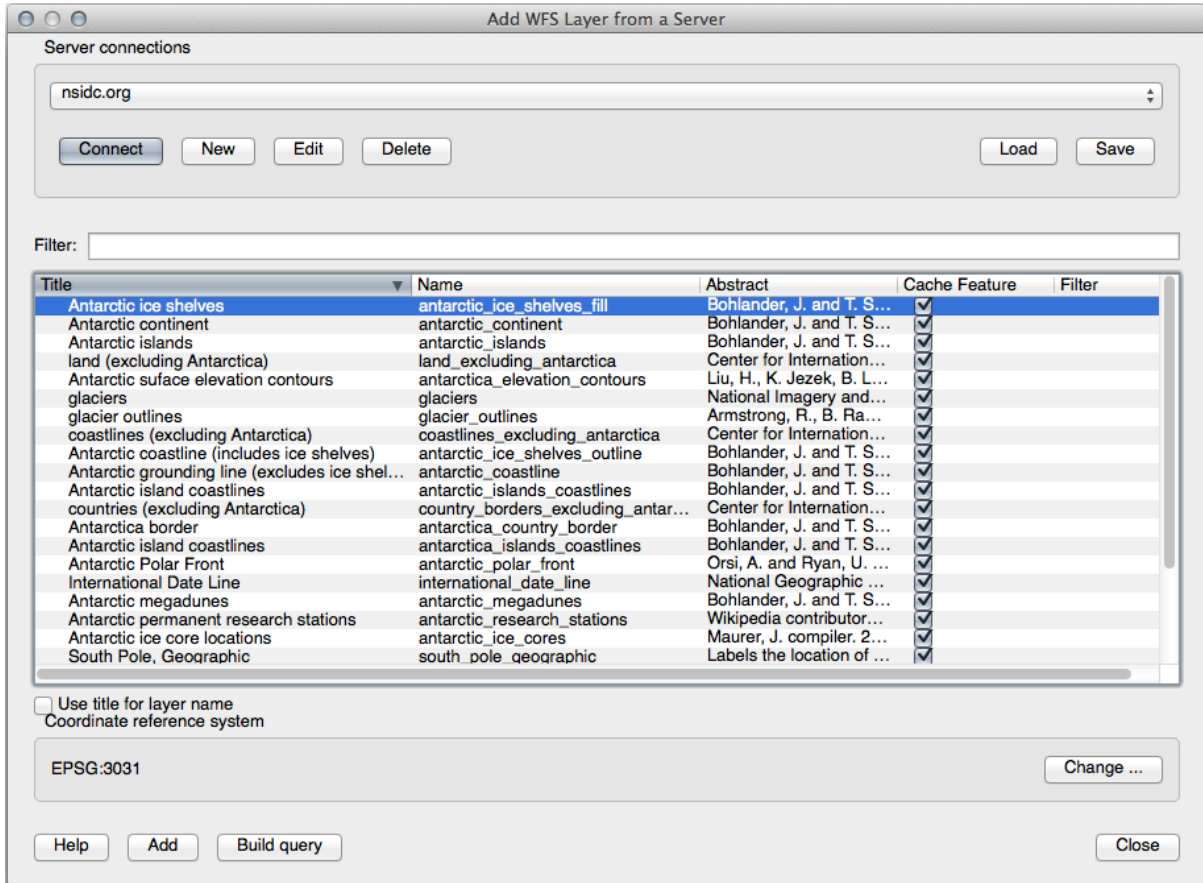 Add WFS Layer from a Server
Server connections
nsidc.org
Connect New Edit Delete Load Save
Filter:
Title Name Abstract Cache Feature Filter
Antarctic ice shelves antarctic_ice_shelves_fill Bohlander, J. and T. S...
Antarctic continent antarctic_continent Bohlander, J. and T. S...
Antarctic islands antarctic_islands Bohlander, J. and T. S...
land (excluding Antarctica) land_excluding_antarctica Center for Internation...
Antarctic suface elevation contours antarctica_elevation_contours Liu, H., K. Jezek, B. L...
glaciers glaciers National Imagery and...
glacier outlines glacier_outlines Armstrong, R., B. Ra...
coastlines (excluding Antarctica) coastlines_excluding_antarctica Center for Internation...
Antarctic coastline (includes ice shelves) antarctic_ice_shelves_outline Bohlander, J. and T. S...
Antarctic grounding line (excludes ice shel... antarctic_coastline Bohlander, J. and T. S...
Antarctic island coastlines antarctic_islands_coastlines Bohlander, J. and T. S...
countries (excluding Antarctica) country_borders_excluding_antar... Center for Internation...
Antarctica border antarctica_country_border Bohlander, J. and T. S...
Antarctic island coastlines antarctica_islands_coastlines Bohlander, J. and T. S...
Antarctic Polar Front antarctic_polar_front Orsi, A. and Ryan, U. ...
International Date Line international_date_line National Geographic ...
Antarctic megadunes antarctic_megadunes Bohlander, J. and T. S...
Antarctic permanent research stations antarctic_research_stations Wikipedia contributor...
Antarctic ice core locations antarctic_ice_cores Maurer, J. compiler. 2...
South Pole, Geographic south_pole_geographic Labels the location of ...
Use title for layer name
Coordinate reference system
EPSG:3031 Change ...
Help Add Build query Close